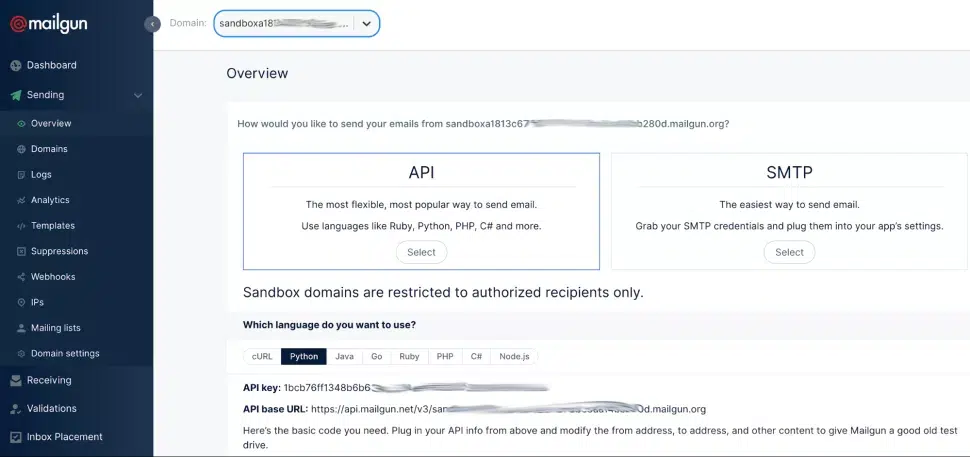 mailgun
Domain: sandboxa18
Dashboard
Sending
Overview
Domains
Logs
Analytics
Templates
Suppressions
Webhooks
IPs
Mailing lists
Domain settings
Receiving
Validations
Inbox Placement
Overview
How would you like to send your emails from sandboxa1813c67 b280d.mailgun.org?
API
The most flexible, most popular way to send email.
Use languages like Ruby, Python, PHP, C# and more.
Select
SMTP
The easiest way to send email.
Grab your SMTP credentials and plug them into your app's settings.
Select
Sandbox domains are restricted to authorized recipients only.
Which language do you want to use?
cURL Python Java Go Ruby PHP C# Node.js
API key: 1bcb76ff1348b6b6
API base URL: https://api.mailgun.net/v3/san 0d.mailgun.org
Here's the basic code you need. Plug in your API info from above and modify the from address, to address, and other content to give Mailgun a good old test
drive.